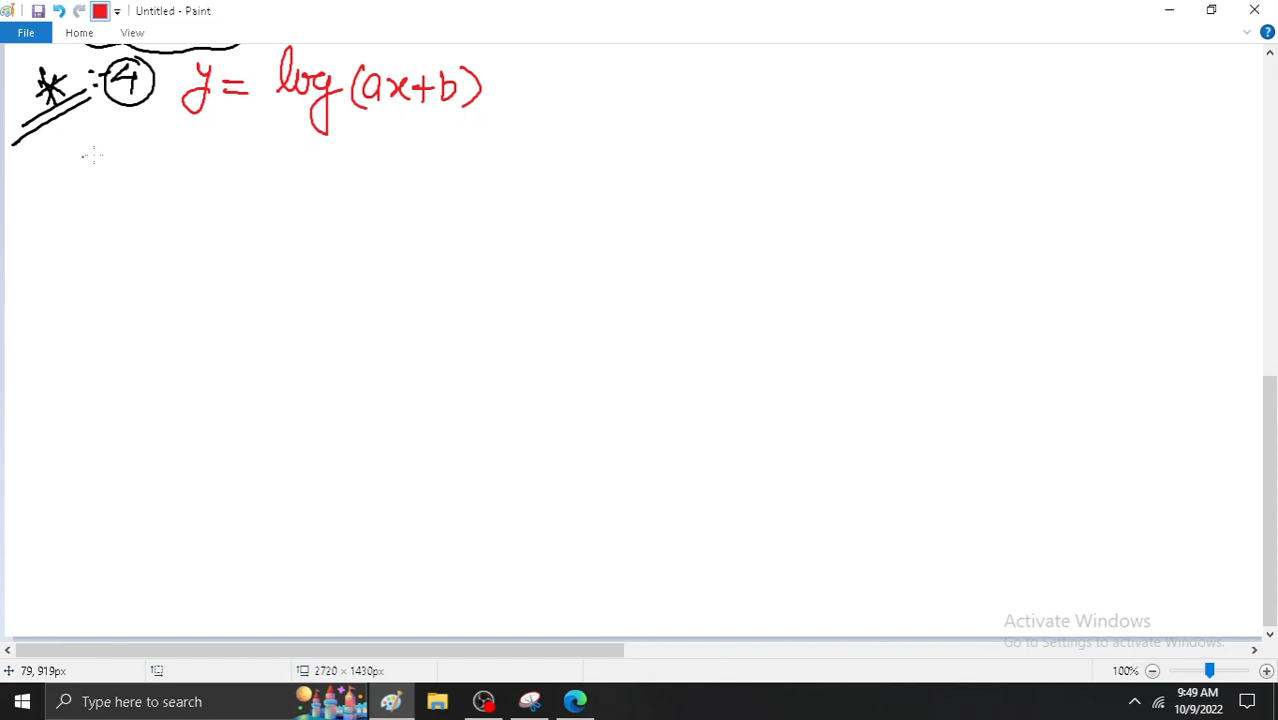 Untitled - Paint
File Home View
* :- 4 y = log(ax+b)
Activate Windows
Go to Settings to activate Windows.
79, 919px 2720 × 1430px 100%
Type here to search
9:49 AM
10/9/2022